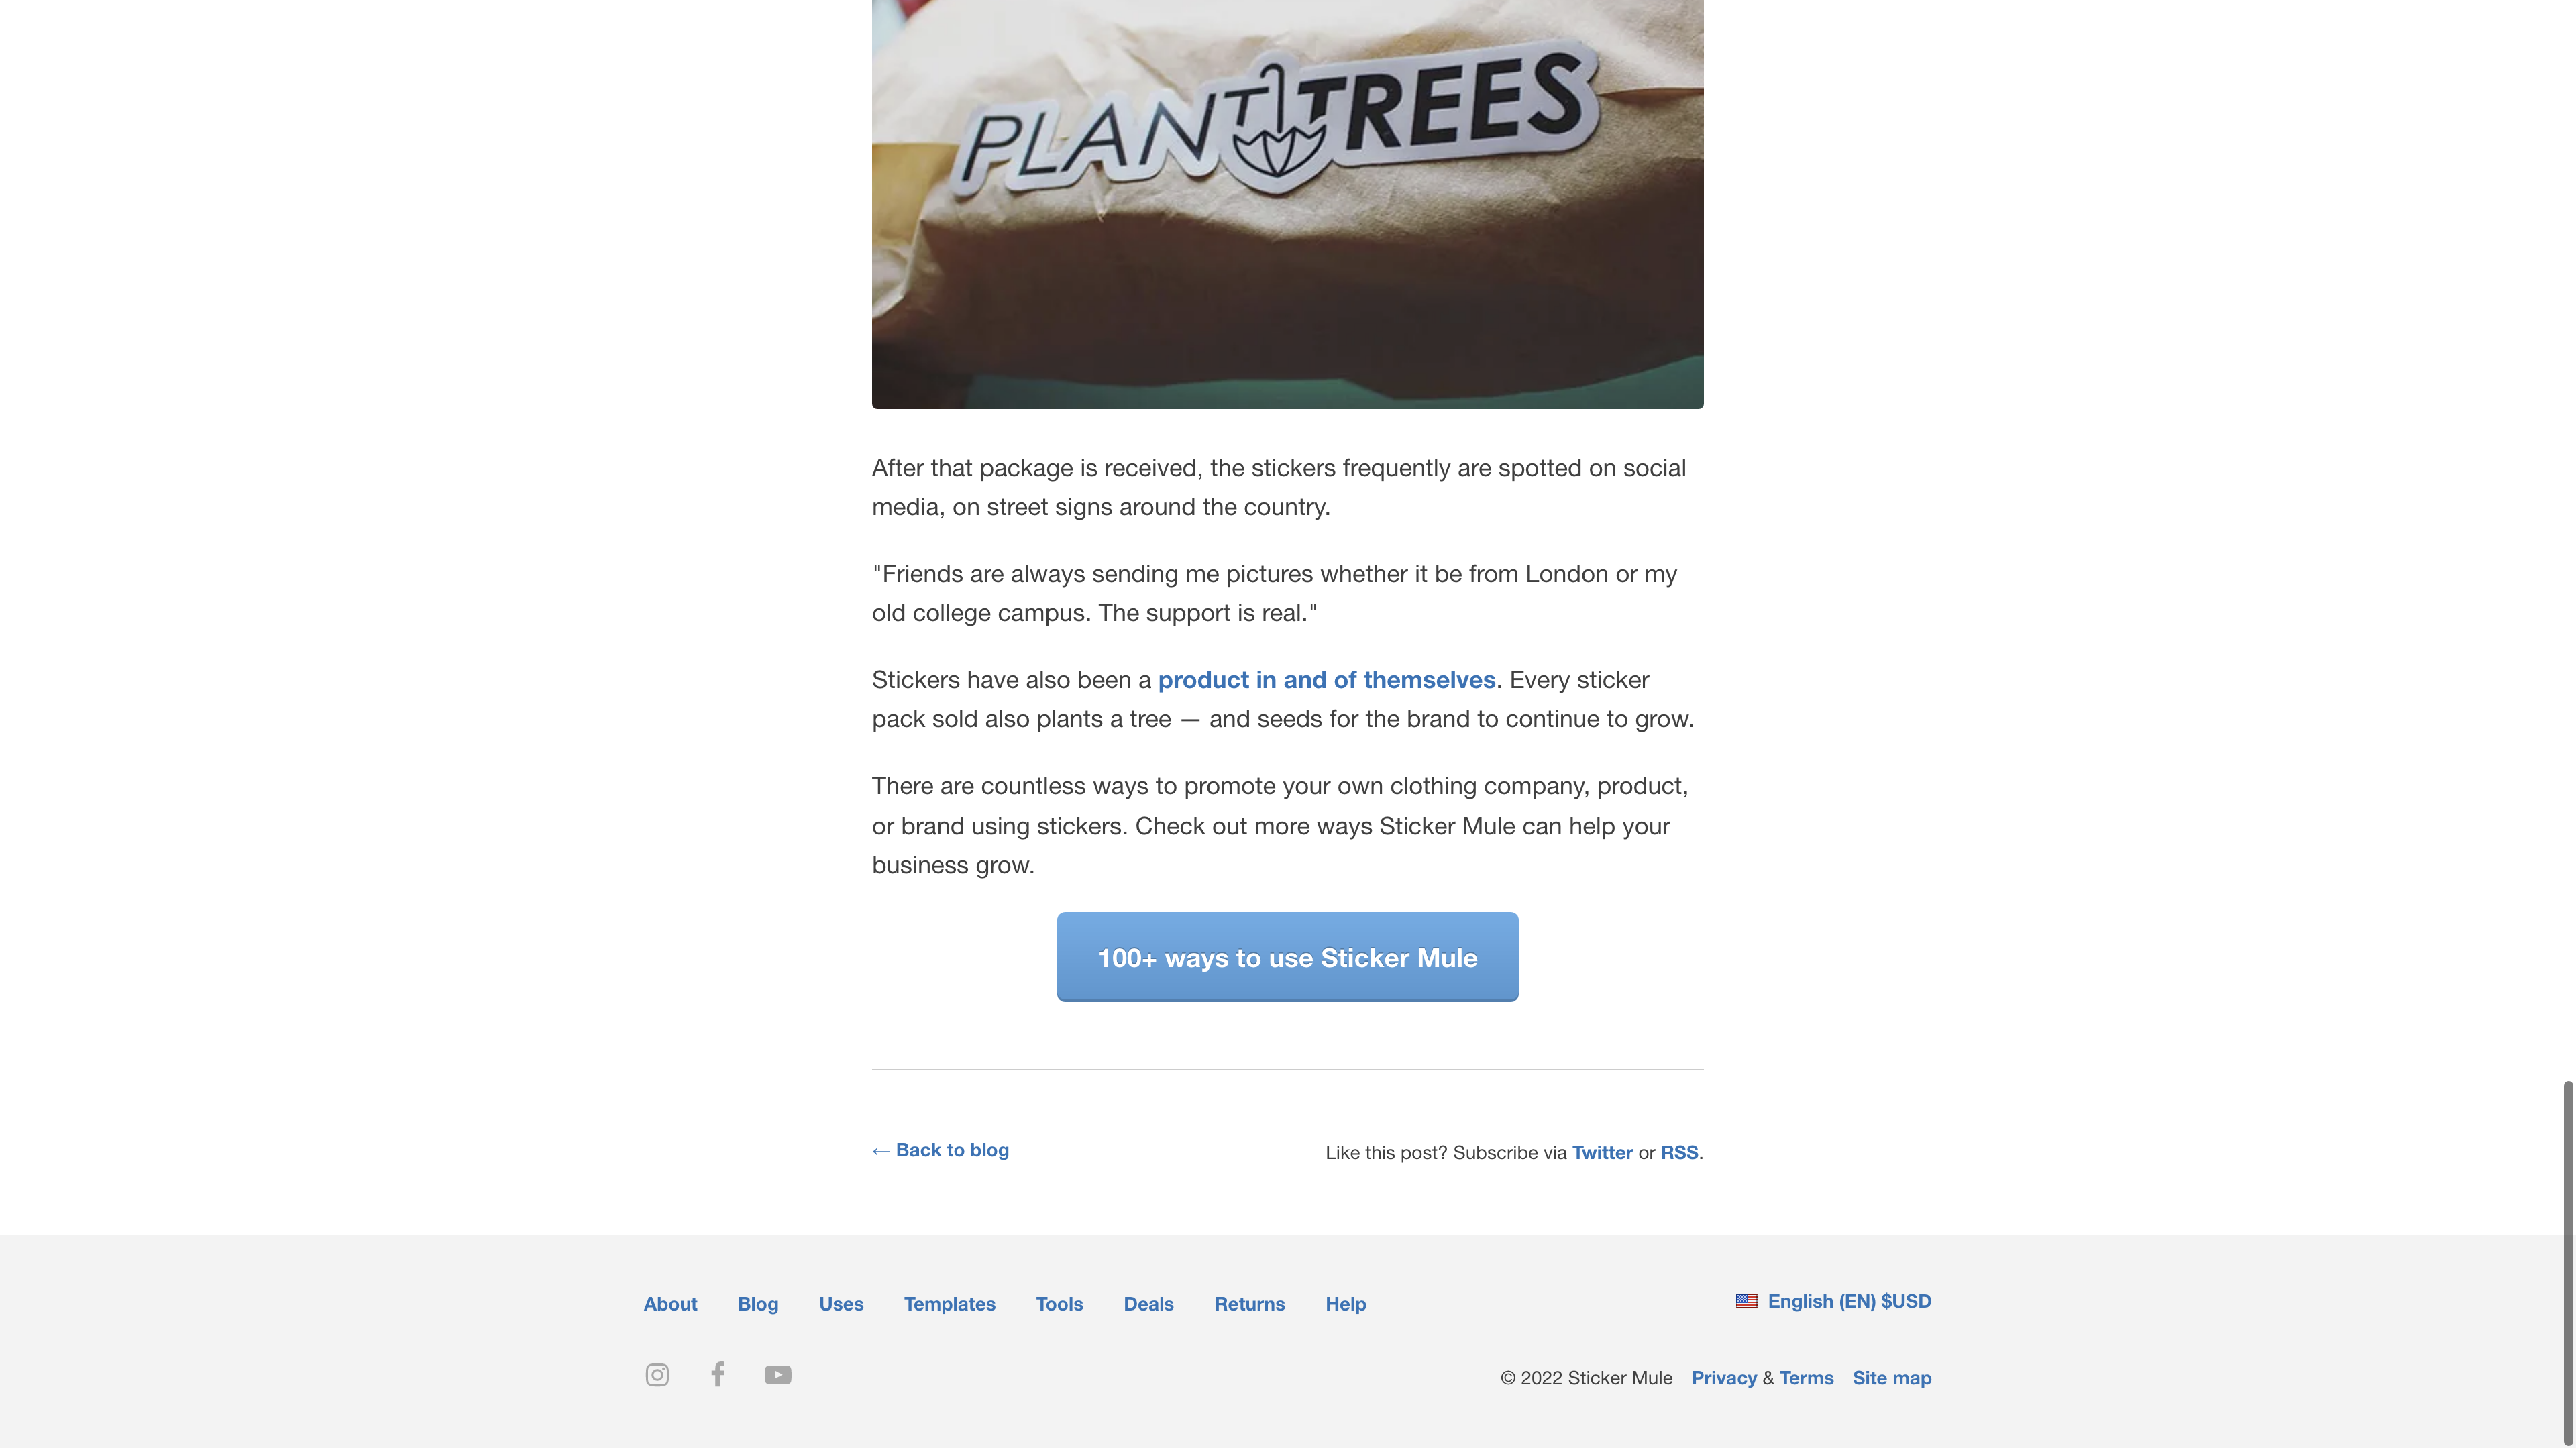 PLANT TREES
After that package is received, the stickers frequently are spotted on social
media, on street signs around the country.
"Friends are always sending me pictures whether it be from London or my
old college campus. The support is real."
Stickers have also been a product in and of themselves. Every sticker
pack sold also plants a tree — and seeds for the brand to continue to grow.
There are countless ways to promote your own clothing company, product,
or brand using stickers. Check out more ways Sticker Mule can help your
business grow.
100+ ways to use Sticker Mule
← Back to blog
Like this post? Subscribe via Twitter or RSS.
About Blog Uses Templates Tools Deals Returns Help
English (EN) $USD
© 2022 Sticker Mule Privacy & Terms Site map